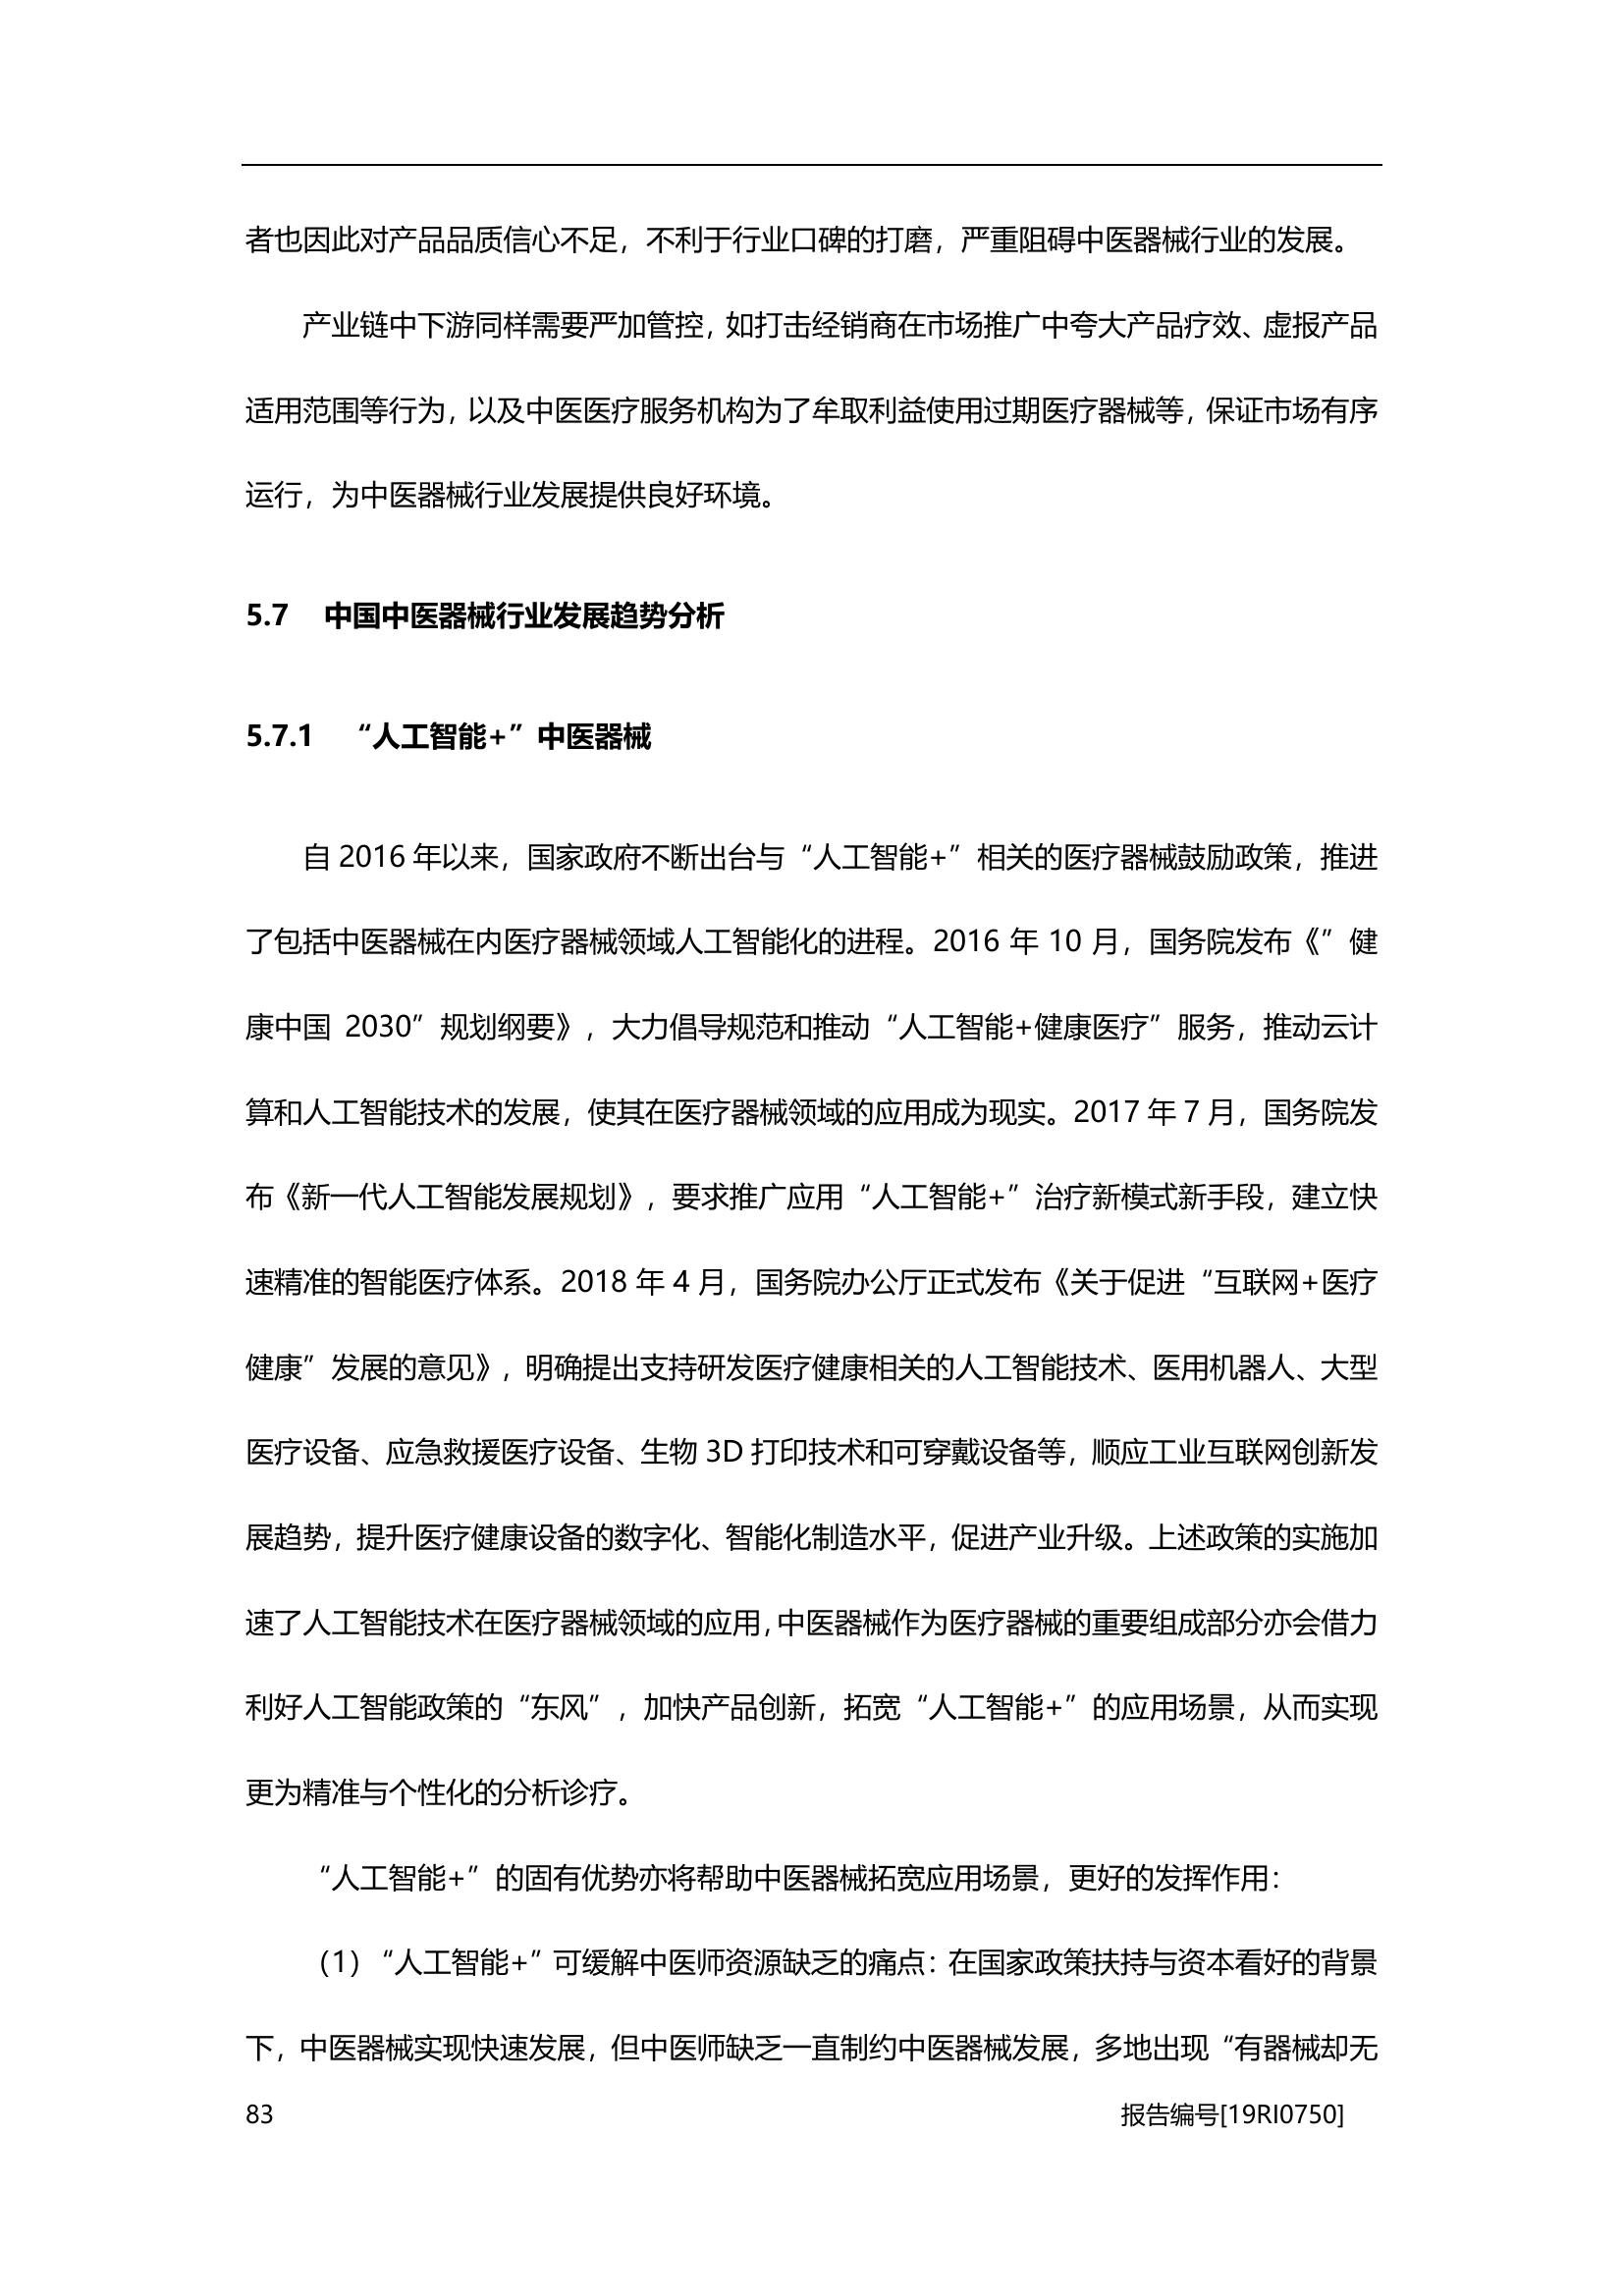 者也因此对产品品质信心不足，不利于行业口碑的打磨，严重阻碍中医器械行业的发展。
产业链中下游同样需要严加管控，如打击经销商在市场推广中夸大产品疗效、虚报产品
适用范围等行为，以及中医医疗服务机构为了牟取利益使用过期医疗器械等，保证市场有序
运行，为中医器械行业发展提供良好环境。
5.7 中国中医器械行业发展趋势分析
5.7.1 “人工智能+”中医器械
自 2016 年以来，国家政府不断出台与“人工智能+”相关的医疗器械鼓励政策，推进
了包括中医器械在内医疗器械领域人工智能化的进程。2016 年 10 月，国务院发布《”健
康中国 2030”规划纲要》，大力倡导规范和推动“人工智能+健康医疗”服务，推动云计
算和人工智能技术的发展，使其在医疗器械领域的应用成为现实。2017 年 7 月，国务院发
布《新一代人工智能发展规划》，要求推广应用“人工智能+”治疗新模式新手段，建立快
速精准的智能医疗体系。2018 年 4 月，国务院办公厅正式发布《关于促进“互联网+医疗
健康”发展的意见》，明确提出支持研发医疗健康相关的人工智能技术、医用机器人、大型
医疗设备、应急救援医疗设备、生物 3D 打印技术和可穿戴设备等，顺应工业互联网创新发
展趋势，提升医疗健康设备的数字化、智能化制造水平，促进产业升级。上述政策的实施加
速了人工智能技术在医疗器械领域的应用，中医器械作为医疗器械的重要组成部分亦会借力
利好人工智能政策的“东风”，加快产品创新，拓宽“人工智能+”的应用场景，从而实现
更为精准与个性化的分析诊疗。
“人工智能+”的固有优势亦将帮助中医器械拓宽应用场景，更好的发挥作用：
（1）“人工智能+”可缓解中医师资源缺乏的痛点：在国家政策扶持与资本看好的背景
下，中医器械实现快速发展，但中医师缺乏一直制约中医器械发展，多地出现“有器械却无
83 报告编号[19RI0750]